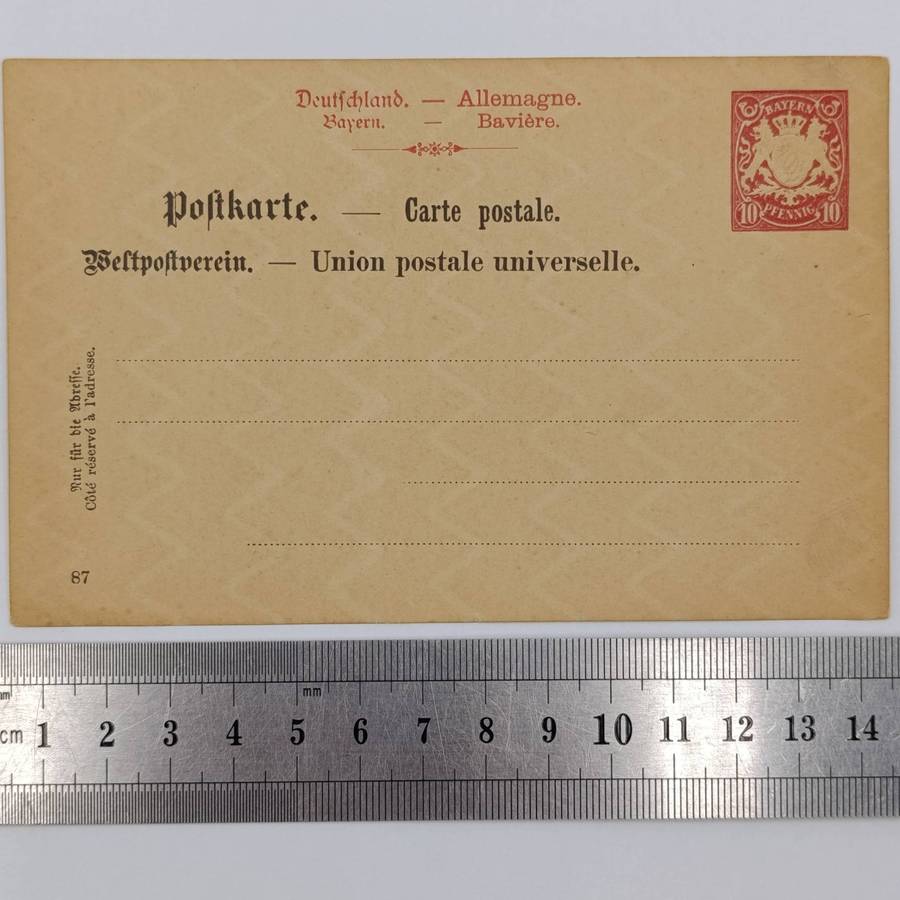 Deutschland. — Allemagne.
Bayern. — Bavière.
BAYERN
10 PFENNIG 10
Postkarte. — Carte postale.
Weltpostverein. — Union postale universelle.
Nur für die Adresse.
Côté réservé à l'adresse.
87
mm
mm
cm 1 2 3 4 5 6 7 8 9 10 11 12 13 14